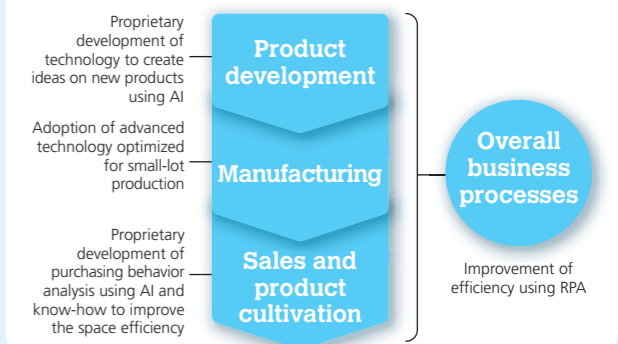 Proprietary
development of
technology to create
ideas on new products
using AI
Product
development
Adoption of advanced
technology optimized
for small-lot
production
Manufacturing
Proprietary
development of
purchasing behavior
analysis using AI and
know-how to improve
the space efficiency
Sales and
product
cultivation
Overall
business
processes
Improvement of
efficiency using RPA